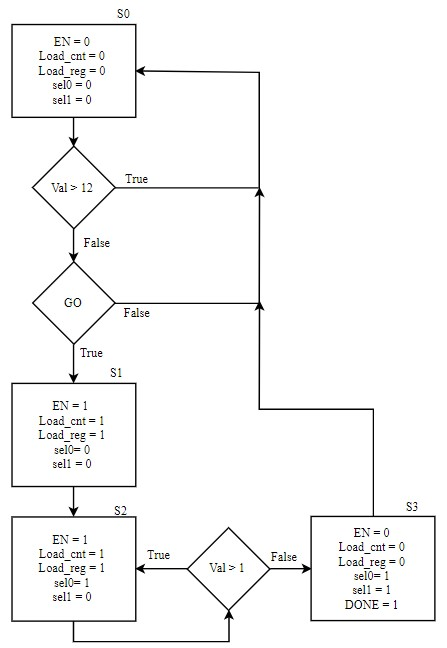 S0
EN = 0
Load_cnt = 0
Load_reg = 0
sel0 = 0
sel1 = 0
Val > 12
True
False
GO
False
True
S1
EN = 1
Load_cnt = 1
Load_reg = 1
sel0= 0
sel1 = 0
S2
EN = 1
Load_cnt = 1
Load_reg = 1
sel0= 1
sel1 = 0
True
Val > 1
False
S3
EN = 0
Load_cnt = 0
Load_reg = 0
sel0= 1
sel1 = 1
DONE = 1